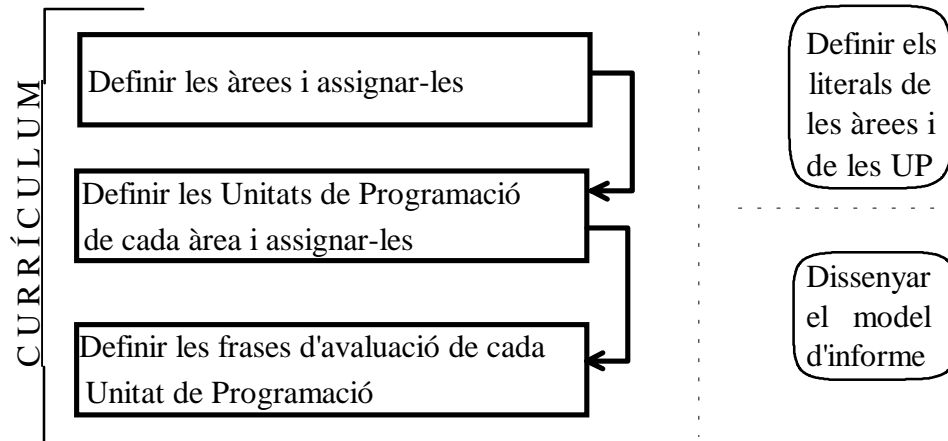 CURRÍCULUM
Definir les àrees i assignar-les
Definir les Unitats de Programació
de cada àrea i assignar-les
Definir les frases d'avaluació de cada
Unitat de Programació
Definir els
literals de
les àrees i
de les UP
Dissenyar
el model
d'informe